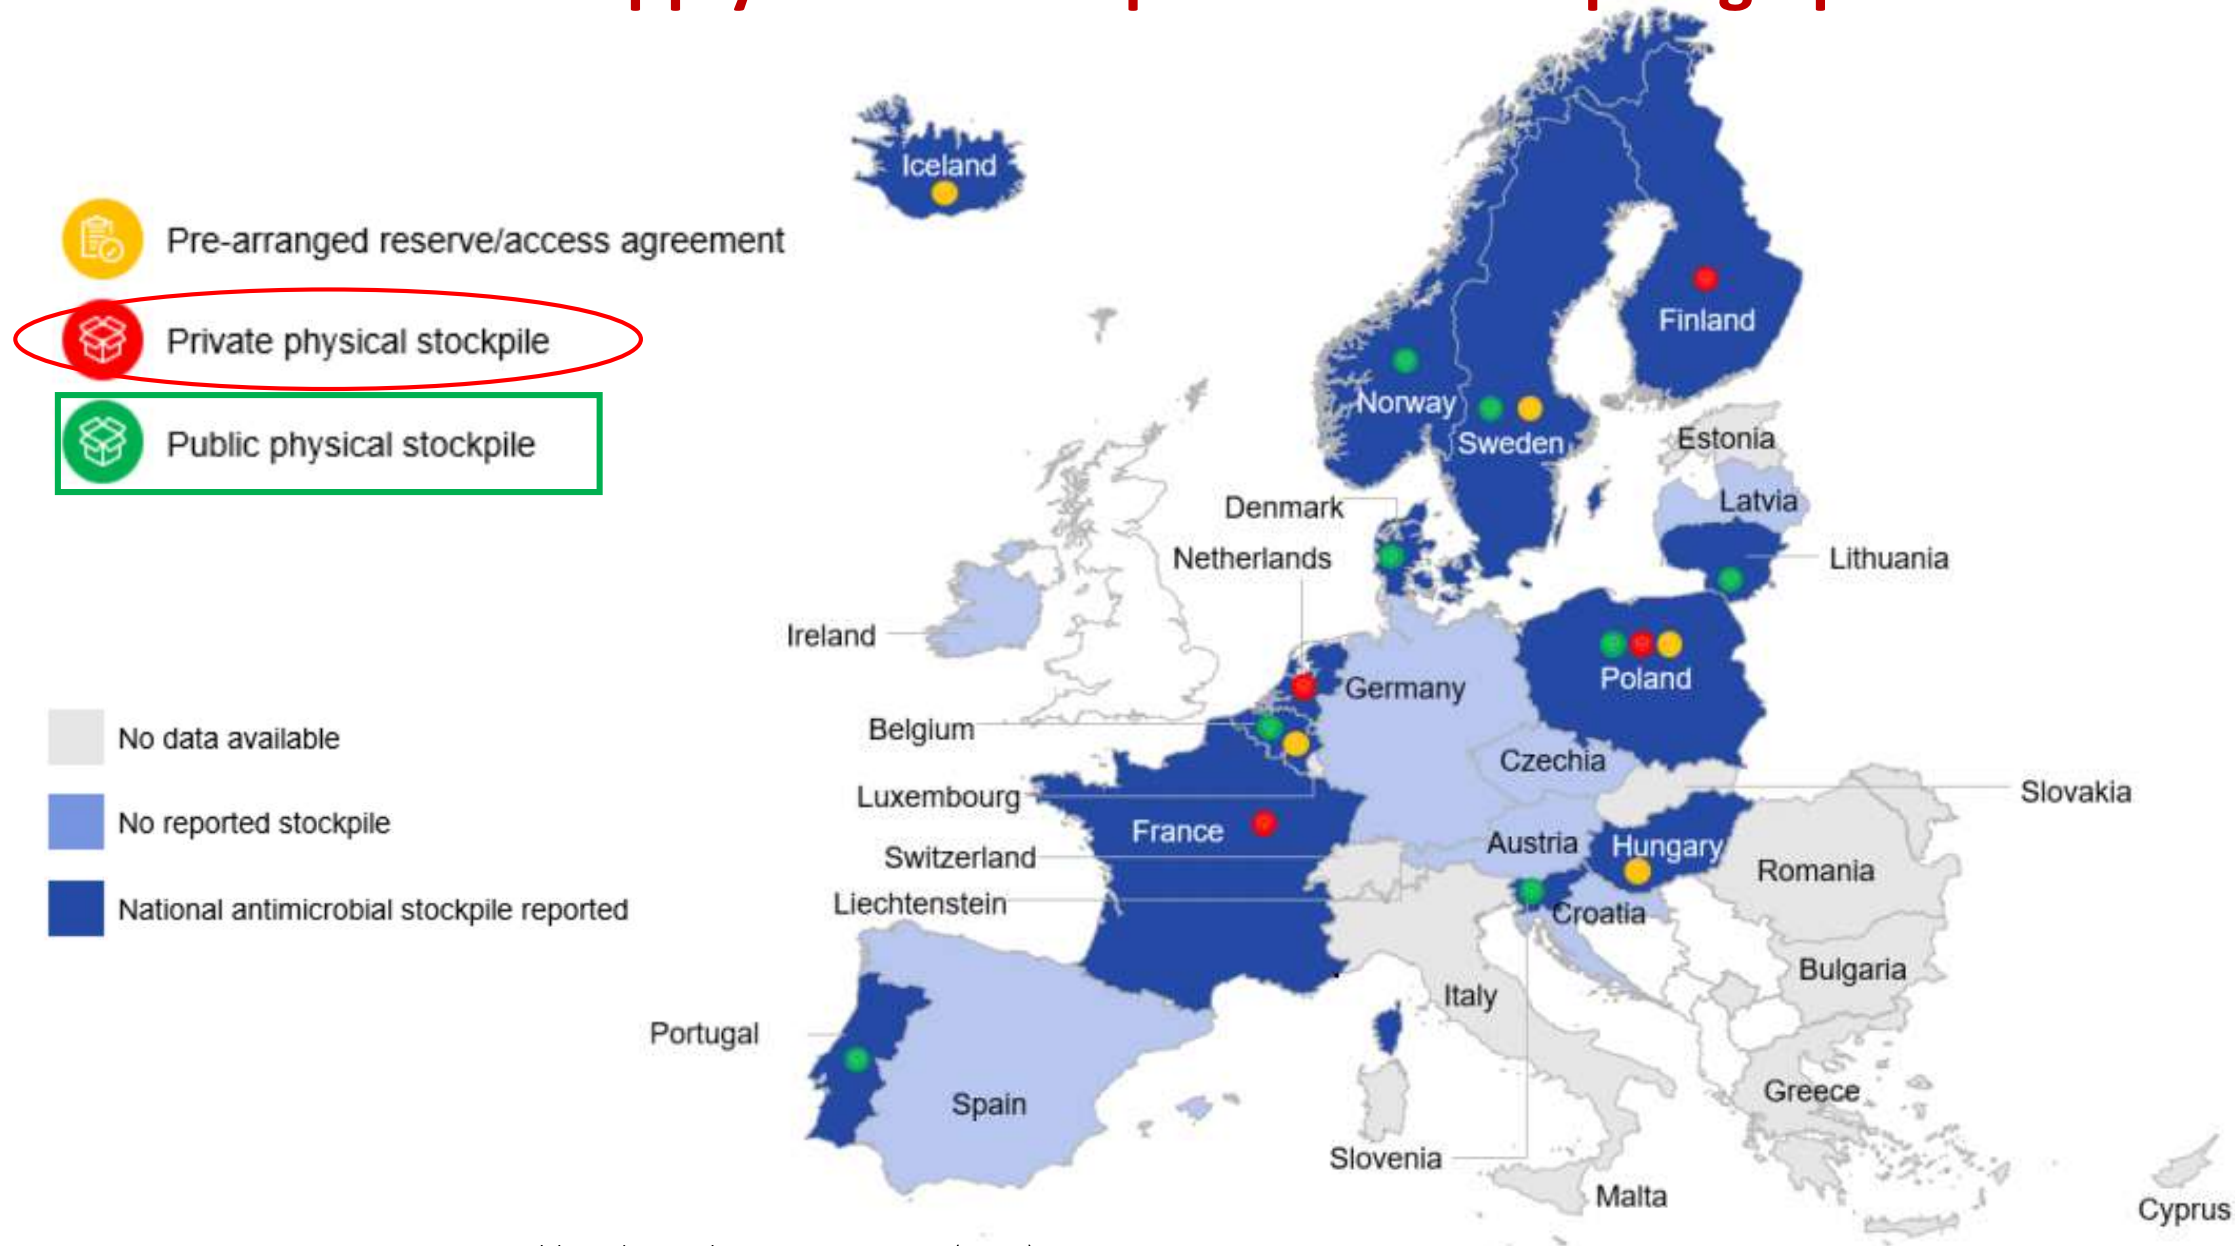 Iceland
Pre-arranged reserve/access agreement
Private physical stockpile
Public physical stockpile
Finland
Norway
Sweden
Estonia
Latvia
Denmark
Netherlands
Lithuania
Ireland
Germany
Poland
Belgium
No data available
Czechia
Luxembourg
Slovakia
No reported stockpile
France
Austria
Hungary
Switzerland
Romania
Liechtenstein
National antimicrobial stockpile reported
Croatia
Bulgaria
Italy
Portugal
Spain
Greece
Slovenia
Malta
Cyprus